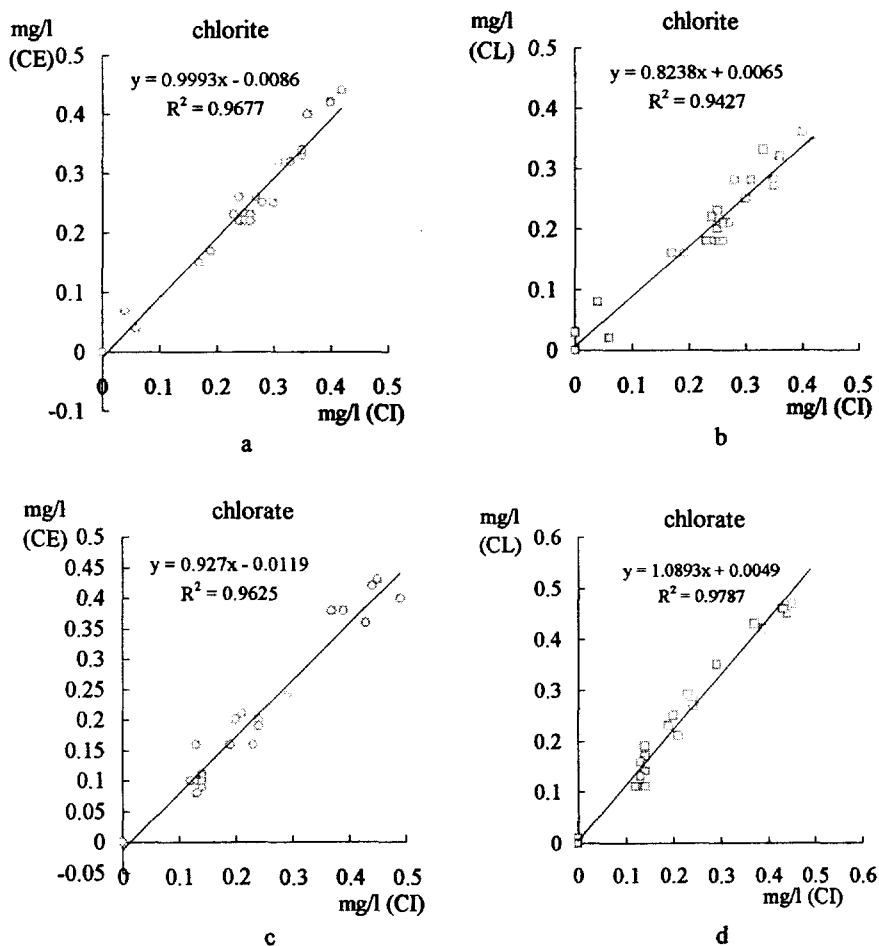 mg/l
(CE)
chlorite
y = 0.9993x - 0.0086
R² = 0.9677
0.5
0.4
0.3
0.2
0.1
0
-0.1
0 0.1 0.2 0.3 0.4 0.5
mg/l (CI)
a
mg/l
(CL)
chlorite
y = 0.8238x + 0.0065
R² = 0.9427
0.5
0.4
0.3
0.2
0.1
0
0 0.1 0.2 0.3 0.4 0.5
mg/l (CI)
b
mg/l
(CE)
chlorate
y = 0.927x - 0.0119
R² = 0.9625
0.5
0.45
0.4
0.35
0.3
0.25
0.2
0.15
0.1
0.05
0
-0.05
0 0.1 0.2 0.3 0.4 0.5
mg/l (CI)
c
mg/l
(CL)
chlorate
y = 1.0893x + 0.0049
R² = 0.9787
0.6
0.5
0.4
0.3
0.2
0.1
0
0 0.1 0.2 0.3 0.4 0.5 0.6
mg/l (CI)
d